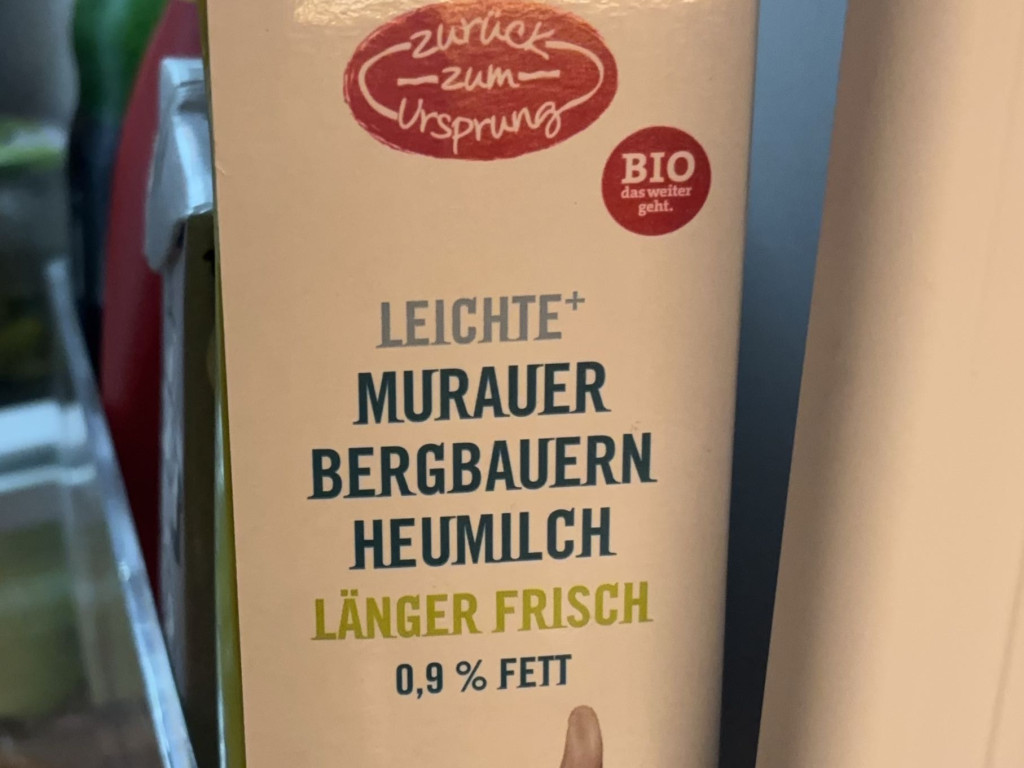 zurück
zum
Ursprung
BIO
das weiter
geht.
LEICHTE+
MURAUER
BERGBAUERN
HEUMILCH
LÄNGER FRISCH
0,9 % FETT